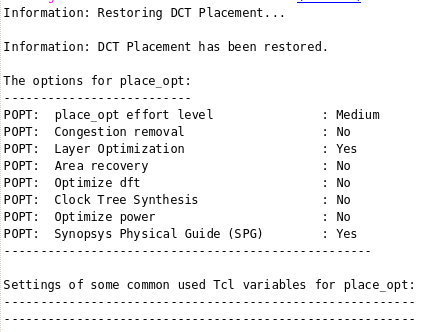 Information: Restoring DCT Placement...
Information: DCT Placement has been restored.
The options for place_opt:
--------------------------
POPT:  place_opt effort level               : Medium
POPT:  Congestion removal                   : No
POPT:  Layer Optimization                   : Yes
POPT:  Area recovery                        : No
POPT:  Optimize dft                         : No
POPT:  Clock Tree Synthesis                 : No
POPT:  Optimize power                       : No
POPT:  Synopsys Physical Guide (SPG)        : Yes
---------------------------------------------------
Settings of some common used Tcl variables for place_opt:
---------------------------------------------------------
---------------------------------------------------------